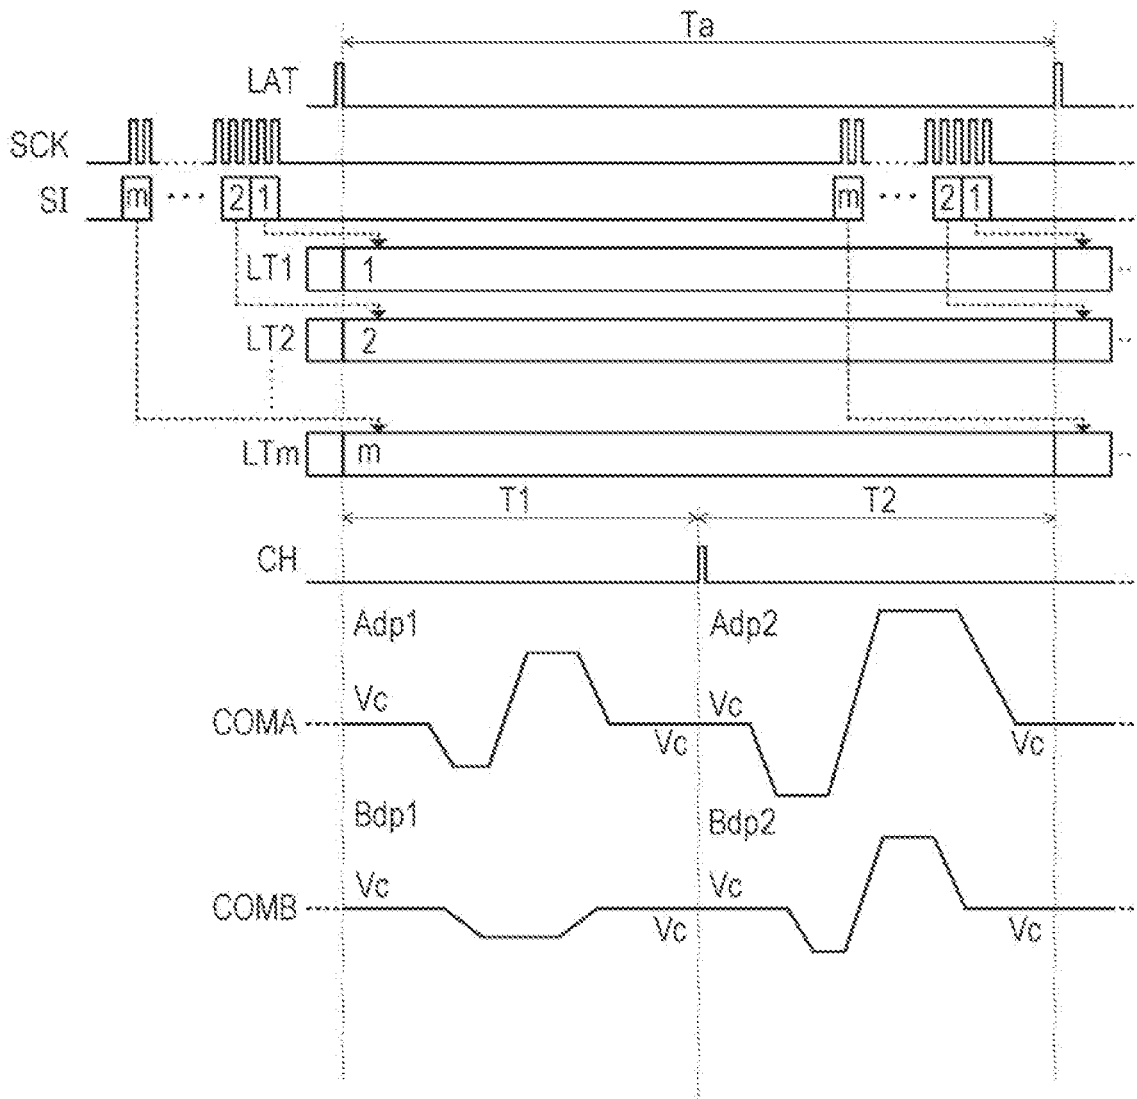 Ta
LAT
SCK
SI m ... 2 1 m ... 2 1
LT1 1
LT2 2
LTm m
T1 T2
CH
Adp1 Adp2
Vc Vc
COMA Vc Vc
Bdp1 Bdp2
Vc Vc
COMB Vc Vc